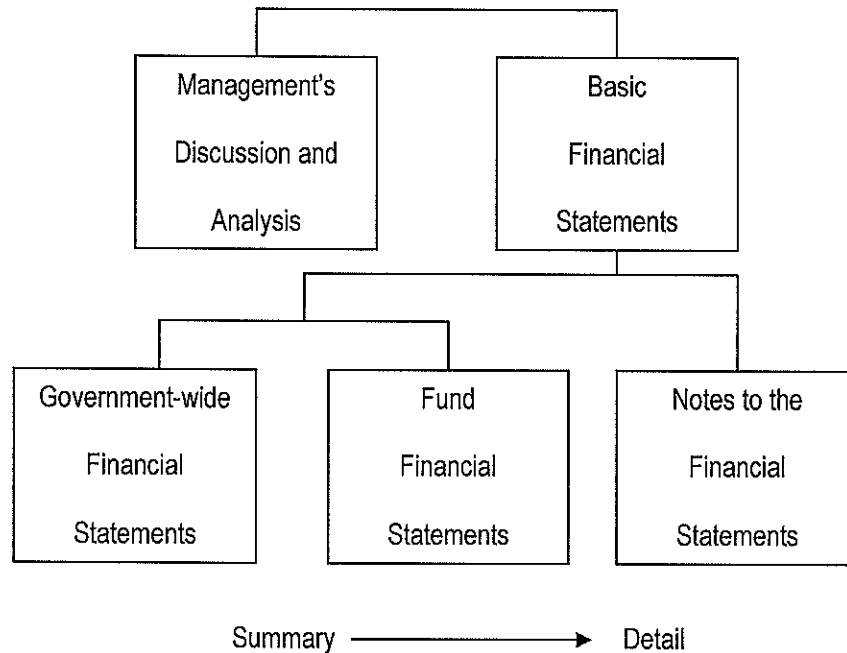 Management's
Discussion and
Analysis
Basic
Financial
Statements
Government-wide
Financial
Statements
Fund
Financial
Statements
Notes to the
Financial
Statements
Summary
Detail